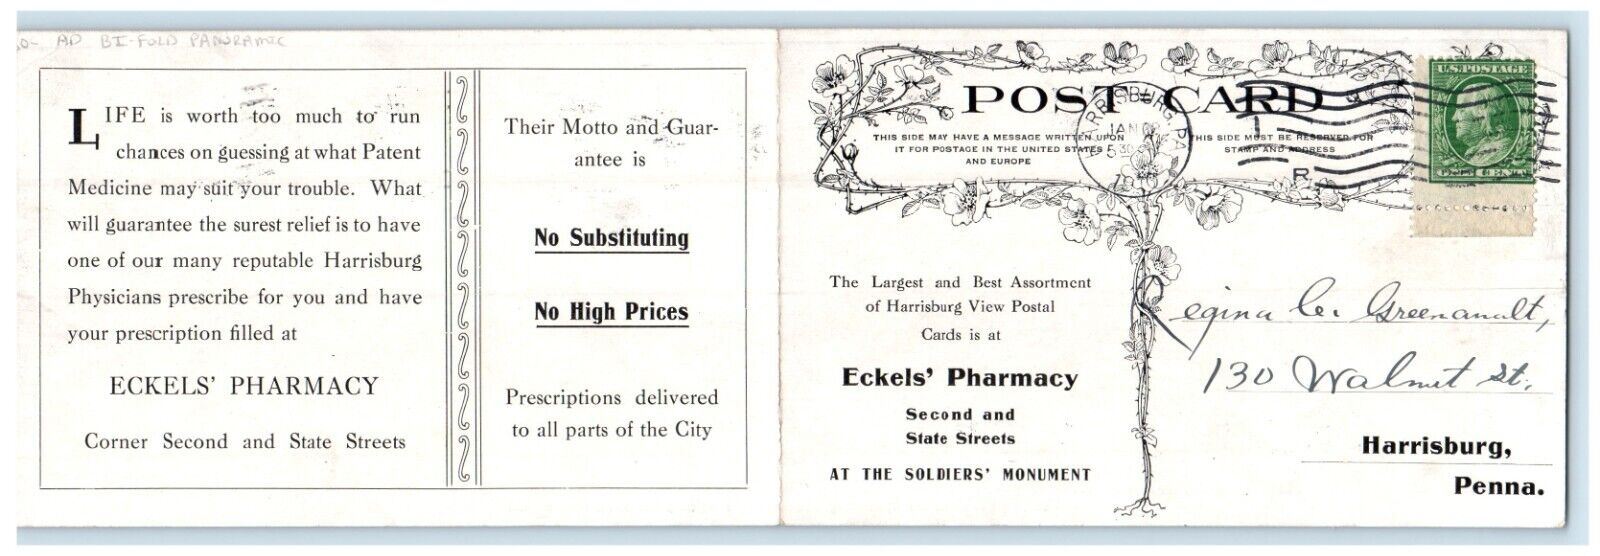 AD BI-FOLD PANORAMIC
LIFE is worth too much to run
chances on guessing at what Patent
Medicine may suit your trouble. What
will guarantee the surest relief is to have
one of our many reputable Harrisburg
Physicians prescribe for you and have
your prescription filled at
ECKELS' PHARMACY
Corner Second and State Streets
Their Motto and Guar-
antee is
No Substituting
No High Prices
Prescriptions delivered
to all parts of the City
POST CARD
THIS SIDE MAY HAVE A MESSAGE WRITTEN UPON
IT FOR POSTAGE IN THE UNITED STATES
AND EUROPE
THIS SIDE MUST BE RESERVED FOR
STAMP AND ADDRESS
HARRISBURG, PA.
JAN
530
R
U.S. POSTAGE
The Largest and Best Assortment
of Harrisburg View Postal
Cards is at
Eckels' Pharmacy
Second and
State Streets
AT THE SOLDIERS' MONUMENT
Regina Ce. Greenawalt,
130 Walnut St.
Harrisburg,
Penna.